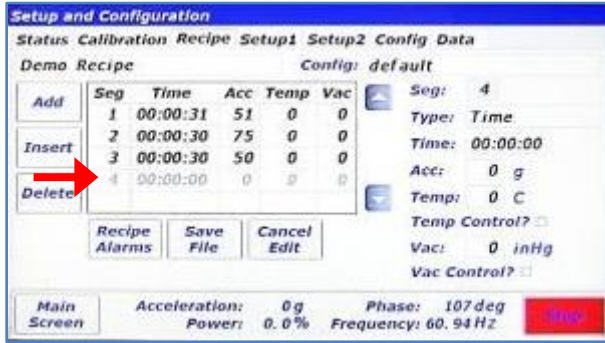 Setup and Configuration
Status Calibration Recipe Setup1 Setup2 Config Data
Demo Recipe Config: default
Add
Insert
Delete
Seg Time Acc Temp Vac
1 00:00:31 51 0 0
2 00:00:30 75 0 0
3 00:00:30 50 0 0
4 00:00:00 0 0 0
Recipe Alarms
Save File
Cancel Edit
Seg: 4
Type: Time
Time: 00:00:00
Acc: 0 g
Temp: 0 C
Temp Control?
Vac: 0 inHg
Vac Control?
Main Screen
Acceleration: 0 g Phase: 107 deg
Power: 0.0% Frequency: 60.94 Hz
Stop